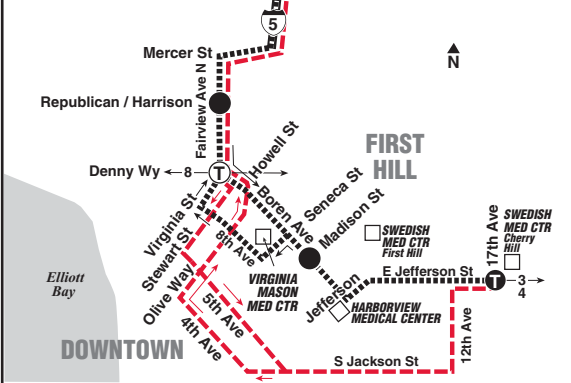 5
Mercer St
N
Fairview Ave N
Republican / Harrison
Howell St
FIRST
HILL
Denny Wy
8
T
Boren Ave
Seneca St
Madison St
Virginia St
Stewart St
8th Ave
Olive Way
VIRGINIA
MASON
MED CTR
SWEDISH
MED CTR
First Hill
17th Ave
SWEDISH
MED CTR
Cherry
Hill
Elliott
Bay
E Jefferson St
T
3
4
Jefferson
HARBORVIEW
MEDICAL CENTER
5th Ave
4th Ave
12th Ave
DOWNTOWN
S Jackson St